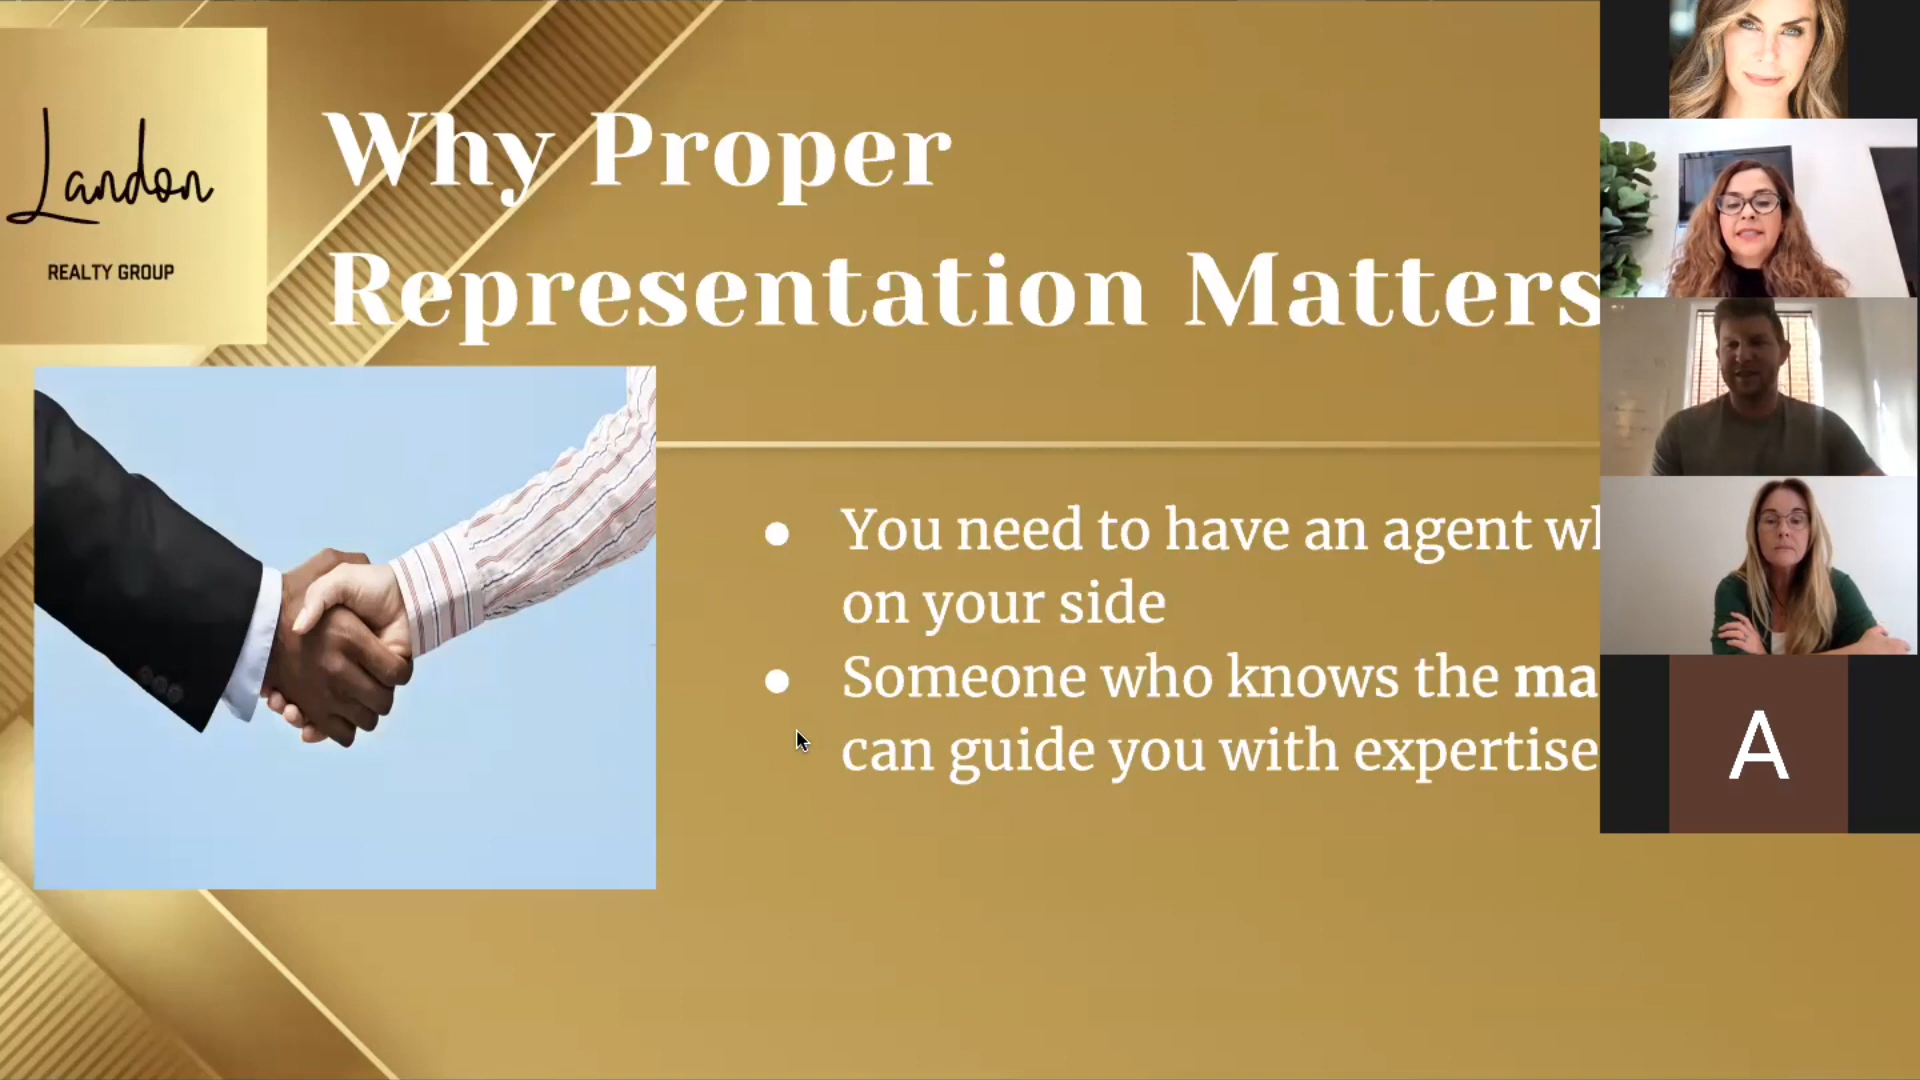 Landon
REALTY GROUP
Why Proper
Representation Matters
• You need to have an agent
on your side
• Someone who knows the
can guide you with expertise
A